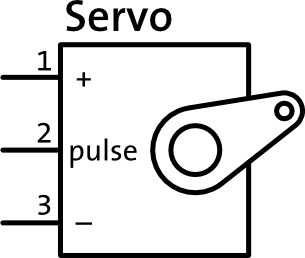 Servo
1 +
2 pulse
3 −